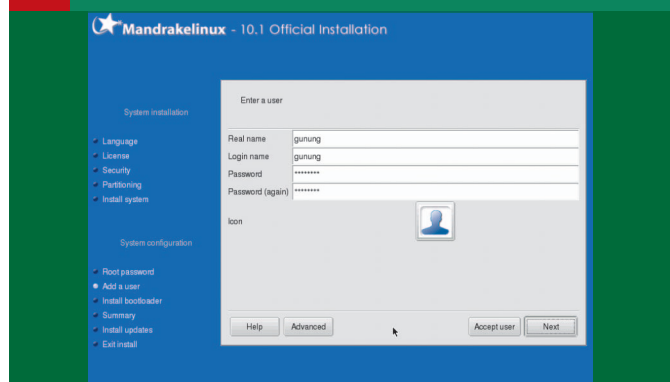 Mandrakelinux - 10.1 Official Installation
System installation
Language
License
Security
Partitioning
Install system
System configuration
Root password
Add a user
Install bootloader
Summary
Install updates
Exit install
Enter a user
Real name gunung
Login name gunung
Password ********
Password (again) ********
Icon
Help Advanced Accept user Next